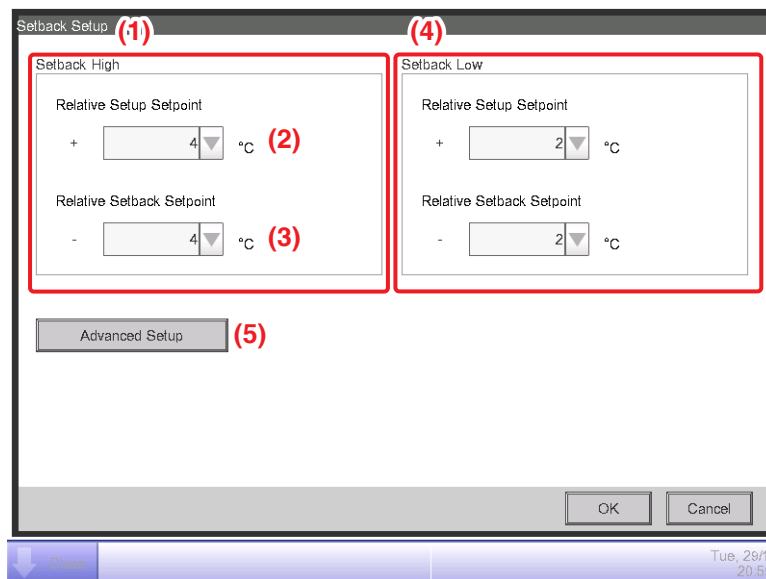 Setback Setup (1) (4)
Setback High
Relative Setup Setpoint
+ 4 °C (2)
Relative Setback Setpoint
- 4 °C (3)
Setback Low
Relative Setup Setpoint
+ 2 °C
Relative Setback Setpoint
- 2 °C
Advanced Setup (5)
OK Cancel
Tue, 29/